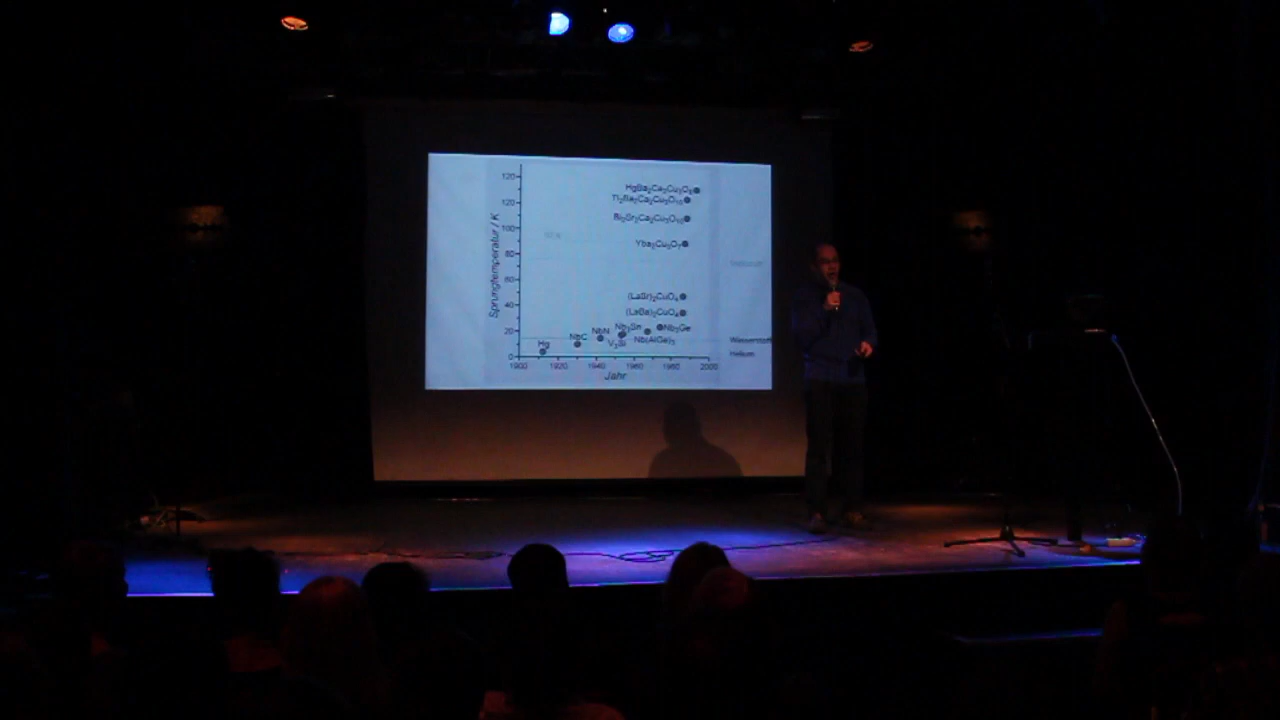 120
HgBa₂Ca₂Cu₃O₈
120
Tl₂Ba₂Ca₂Cu₃O₁₀
Bi₂Sr₂Ca₂Cu₃O₁₀
100
Yba₂Cu₃O₇
80
60
(LaSr)₂CuO₄
40
(LaBa)₂CuO₄
20
NbN
Nb₃Sn
Nb₃Ge
NbC
Hg
V₃Si
Nb(AlGe)₃
Wasserstoff
Helium
0
1900 1920 1940 1960 1980 2000
Jahr
Sprungtemperatur / K